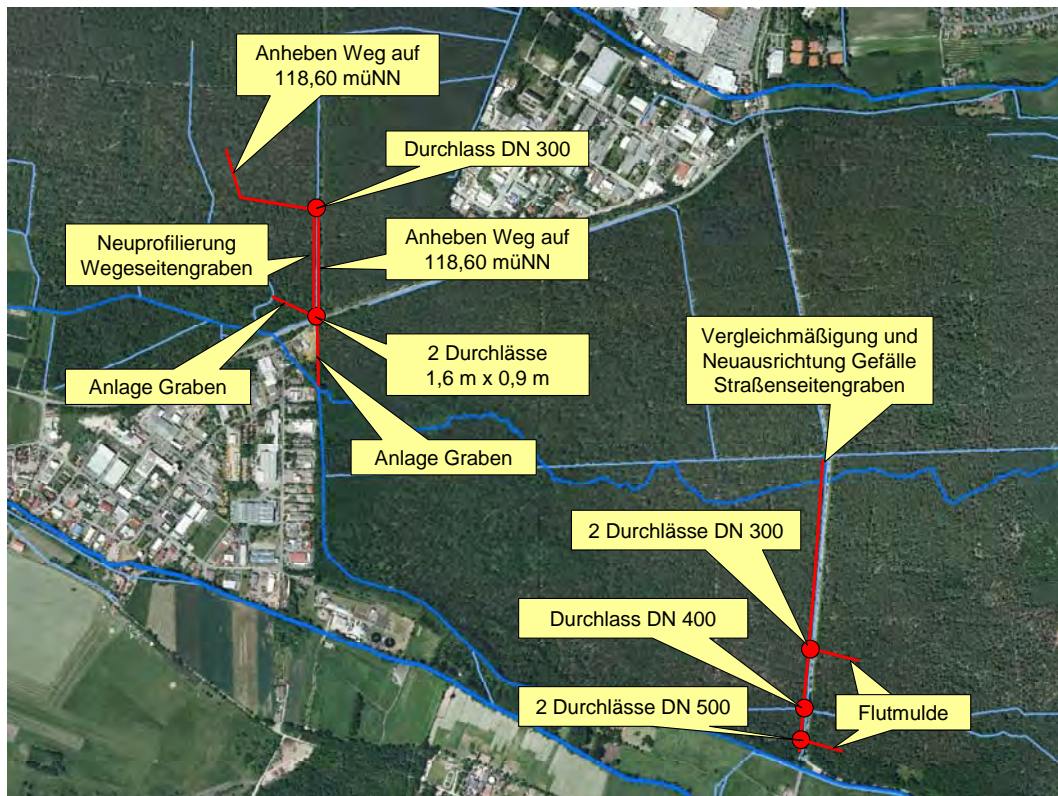 Anheben Weg auf
118,60 müNN
Durchlass DN 300
Neuprofilierung
Wegeseitengraben
Anheben Weg auf
118,60 müNN
2 Durchlässe
1,6 m x 0,9 m
Anlage Graben
Anlage Graben
Vergleichmäßigung und
Neuausrichtung Gefälle
Straßenseitengraben
2 Durchlässe DN 300
Durchlass DN 400
2 Durchlässe DN 500
Flutmulde